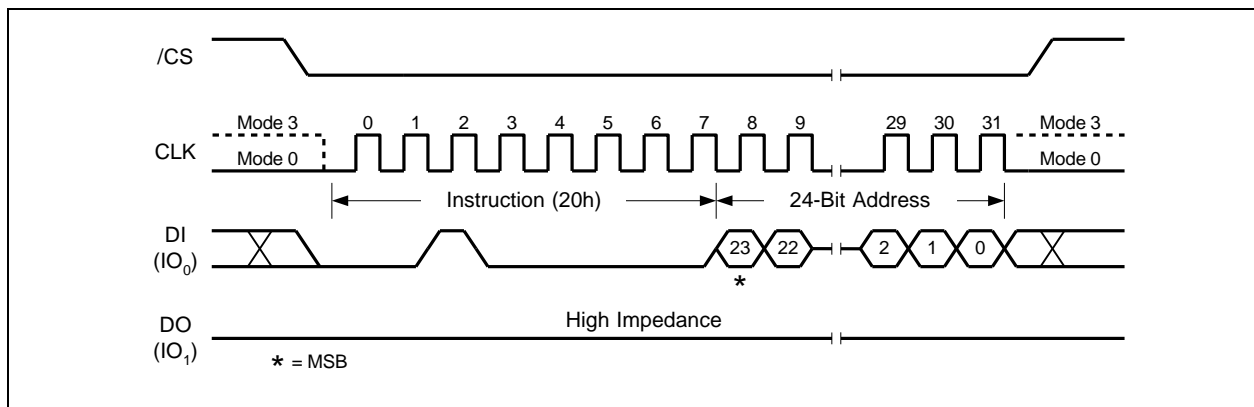 /CS
Mode 3 0 1 2 3 4 5 6 7 8 9 29 30 31 Mode 3
CLK
Mode 0 Mode 0
Instruction (20h) 24-Bit Address
DI
(IO₀)
23 22 2 1 0
*
High Impedance
DO
(IO₁)
* = MSB